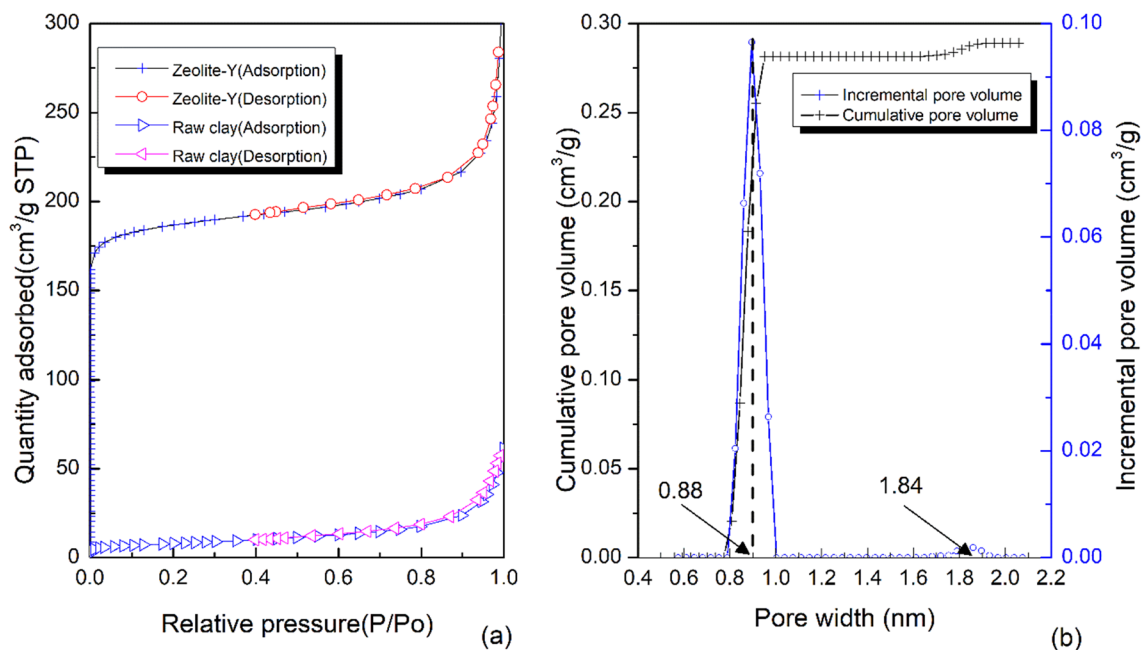 300
250
200
150
100
50
0
Quantity adsorbed(cm³/g STP)
Zeolite-Y(Adsorption)
Zeolite-Y(Desorption)
Raw clay(Adsorption)
Raw clay(Desorption)
0.0 0.2 0.4 0.6 0.8 1.0
Relative pressure(P/Po)
(a)
0.30
0.25
0.20
0.15
0.10
0.05
0.00
Cumulative pore volume (cm³/g)
Incremental pore volume
Cumulative pore volume
0.88
1.84
0.4 0.6 0.8 1.0 1.2 1.4 1.6 1.8 2.0 2.2
Pore width (nm)
(b)
0.10
0.08
0.06
0.04
0.02
0.00
Incremental pore volume (cm³/g)